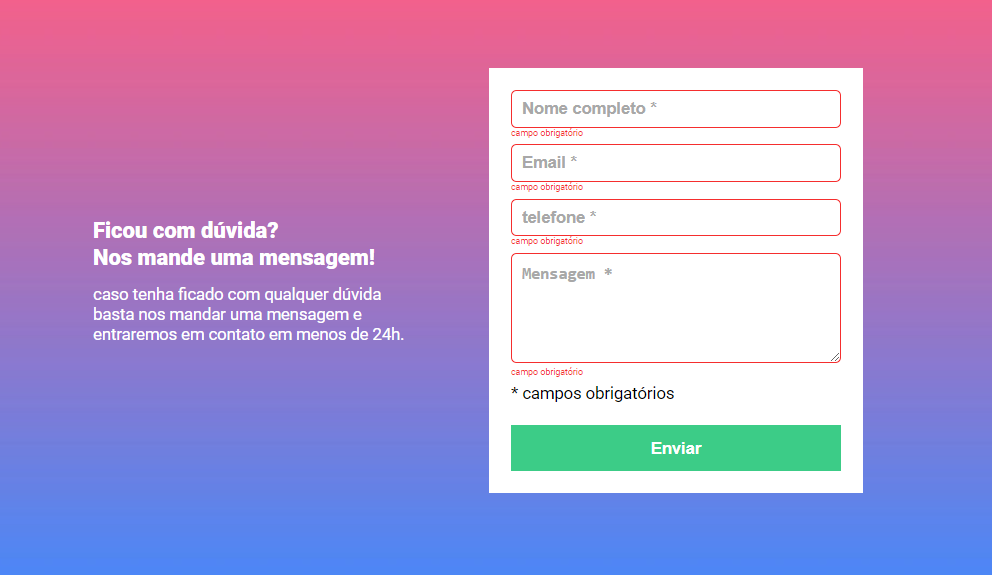 Ficou com dúvida?
Nos mande uma mensagem!
caso tenha ficado com qualquer dúvida
basta nos mandar uma mensagem e
entraremos em contato em menos de 24h.
Nome completo *
campo obrigatório
Email *
campo obrigatório
telefone *
campo obrigatório
Mensagem *
campo obrigatório
* campos obrigatórios
Enviar